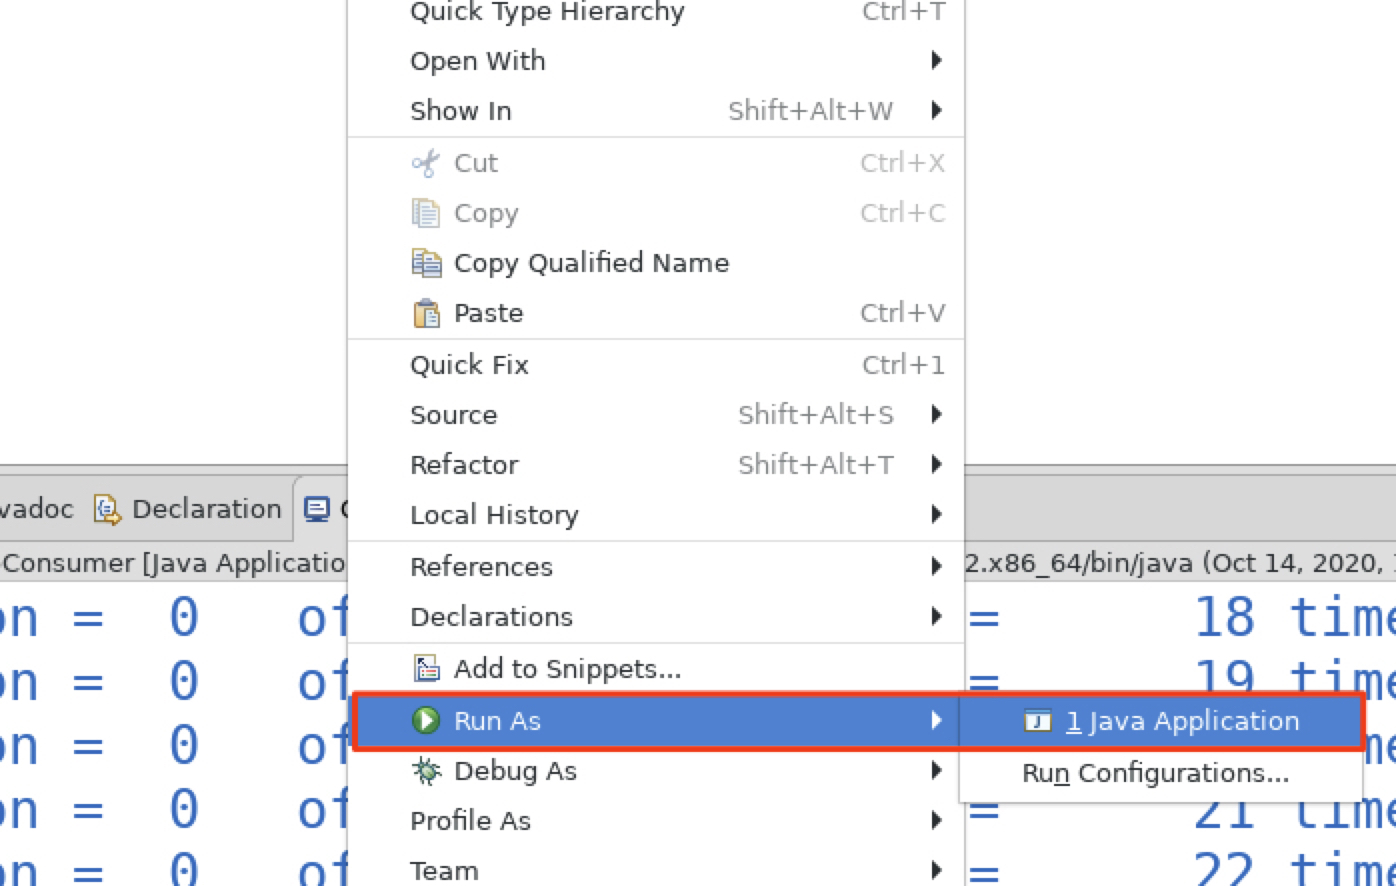 Quick Type Hierarchy Ctrl+T
Open With
Show In Shift+Alt+W
Cut Ctrl+X
Copy Ctrl+C
Copy Qualified Name
Paste Ctrl+V
Quick Fix Ctrl+1
Source Shift+Alt+S
Refactor Shift+Alt+T
Local History
References
Declarations
Add to Snippets...
Run As
Debug As
Profile As
Team
1 Java Application
Run Configurations...
vadoc Declaration
-Consumer [Java Applicatio 2.x86_64/bin/java (Oct 14, 2020,
on = 0 of = 18 time
on = 0 of = 19 time
on = 0 of
on = 0 of = 21 time
on = 0 of = 22 time